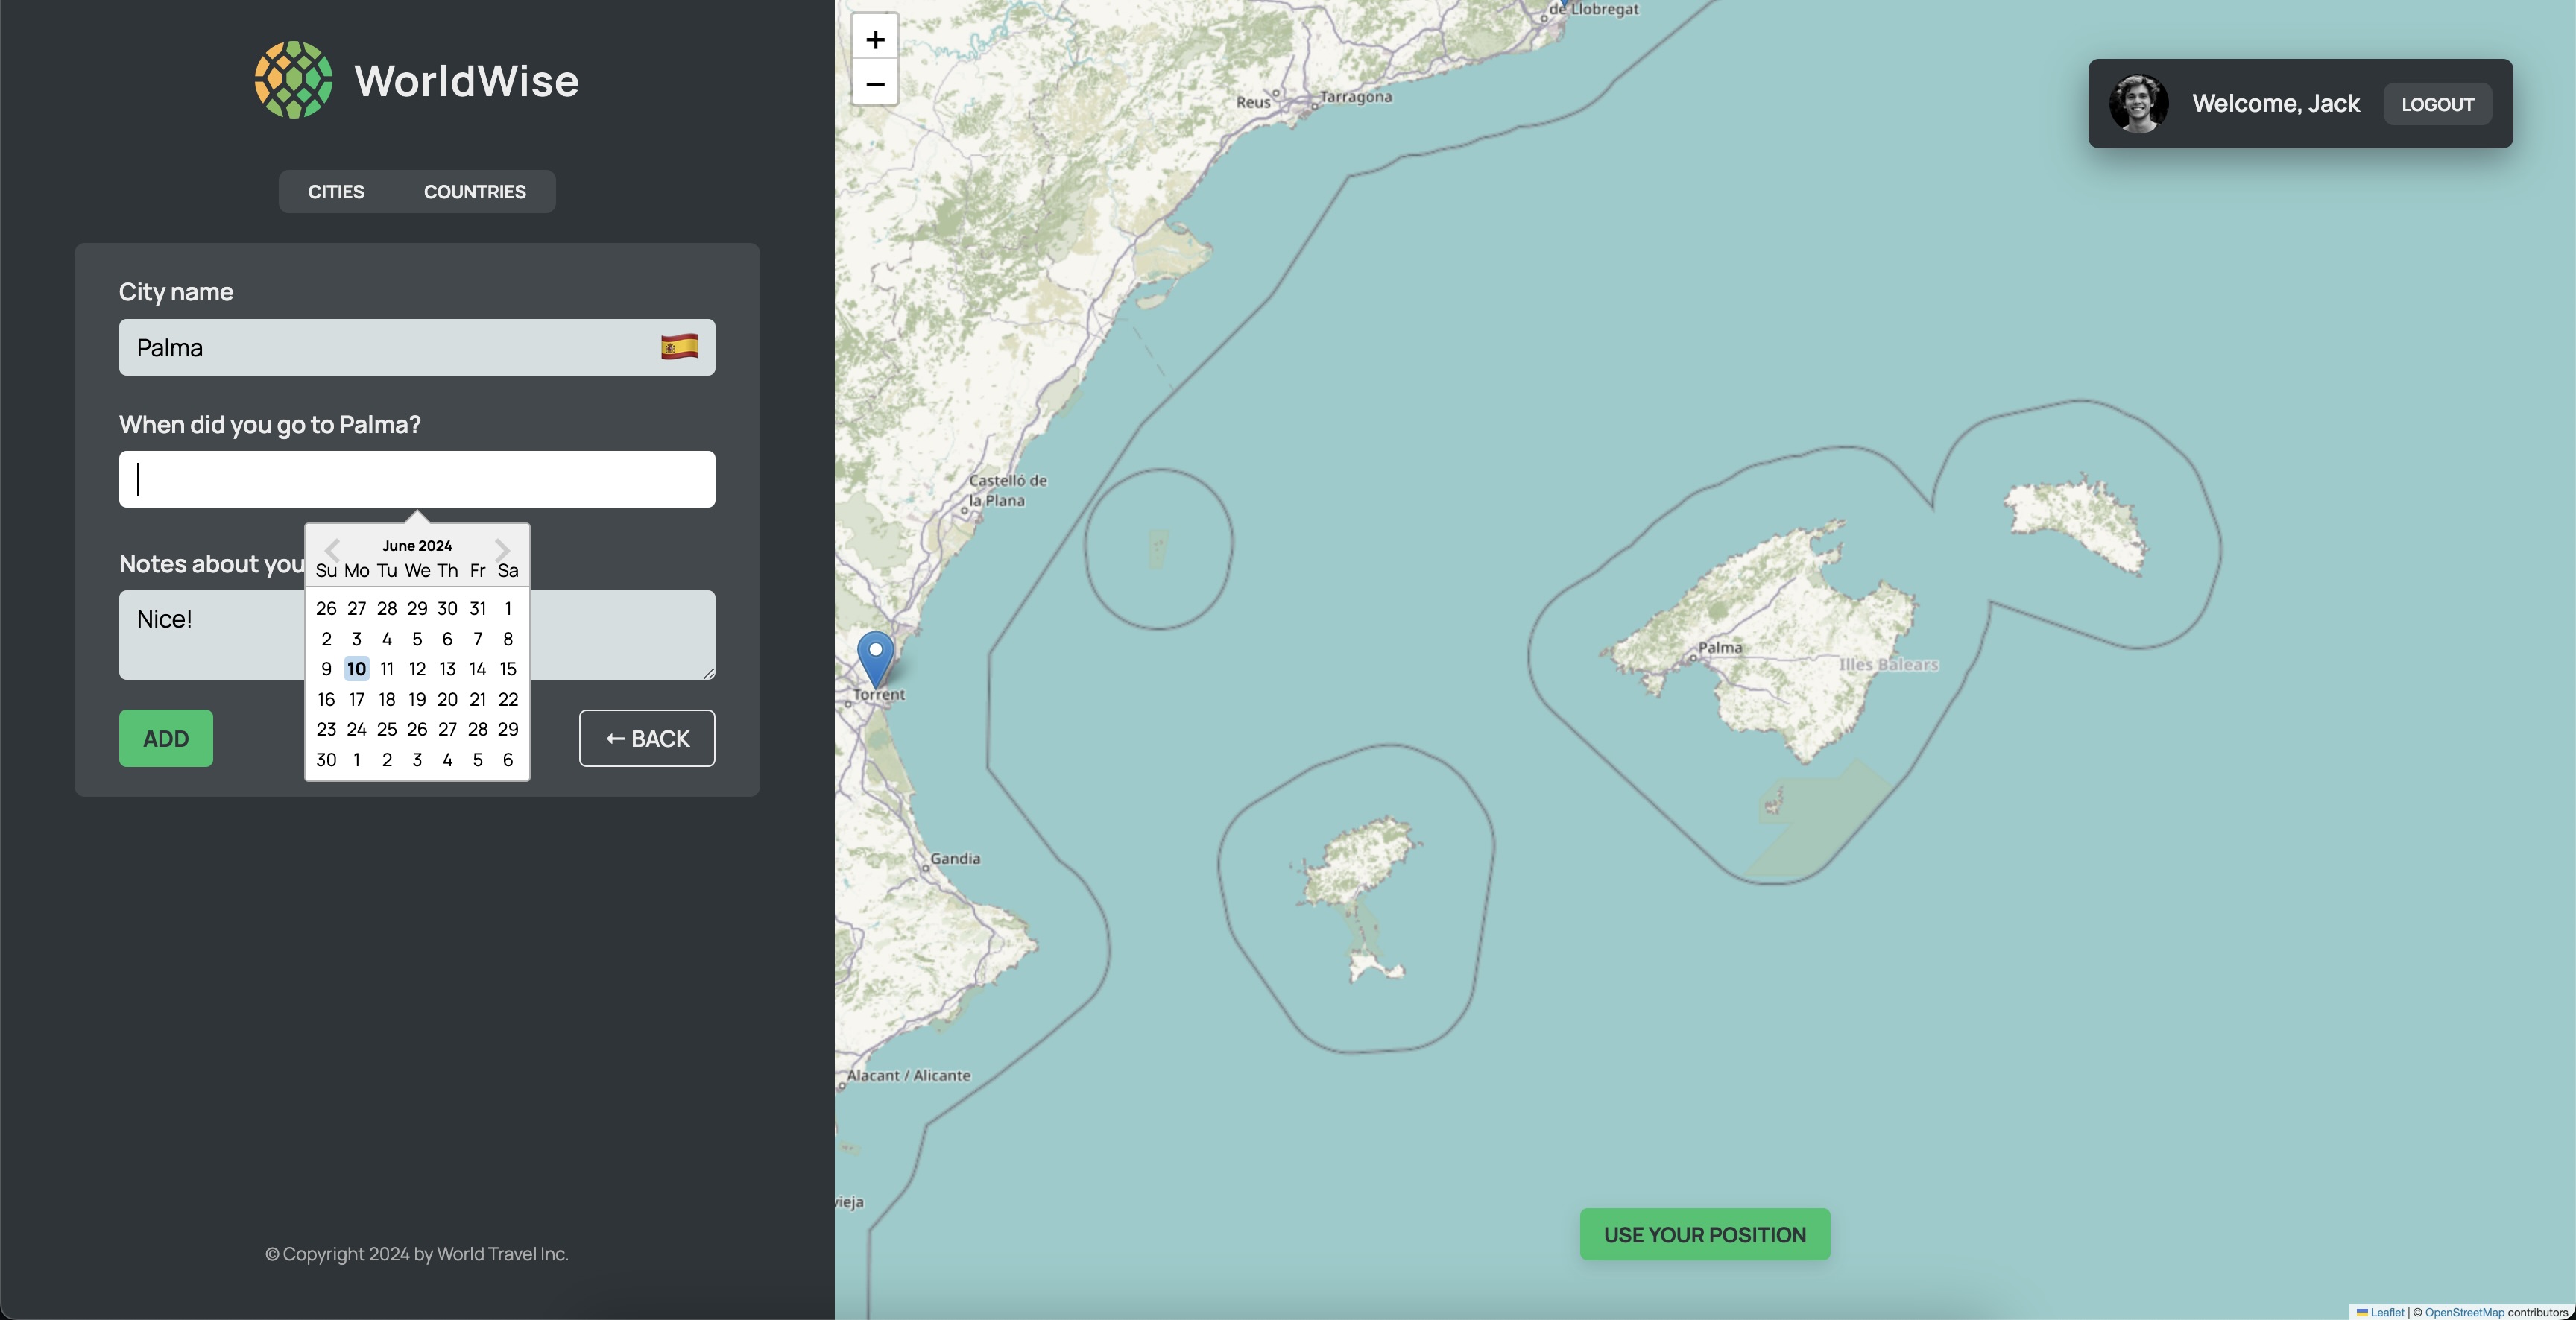 WorldWise
CITIES COUNTRIES
City name
Palma
When did you go to Palma?
Notes about you
Nice!
June 2024
Su Mo Tu We Th Fr Sa
26 27 28 29 30 31 1
2 3 4 5 6 7 8
9 10 11 12 13 14 15
16 17 18 19 20 21 22
23 24 25 26 27 28 29
30 1 2 3 4 5 6
ADD
← BACK
© Copyright 2024 by World Travel Inc.
+
−
de Llobregat
Reus
Tarragona
Welcome, Jack
LOGOUT
Castelló de
la Plana
Torrent
Palma
Illes Balears
Gandia
Alacant / Alicante
vieja
USE YOUR POSITION
Leaflet | © OpenStreetMap contributors